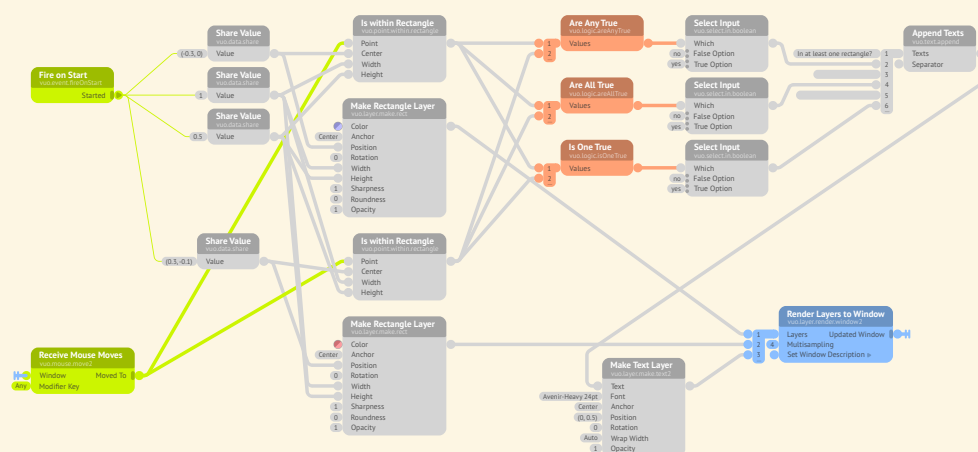 Fire on Start
vuo.event.fireOnStart
Started
Share Value
vuo.data.share
(-0.3, 0)
Value
Share Value
vuo.data.share
1
Value
Share Value
vuo.data.share
0.5
Value
Share Value
vuo.data.share
(0.3, -0.1)
Value
Receive Mouse Moves
vuo.mouse.move2
Window Moved To
Any
Modifier Key
Is within Rectangle
vuo.point.within.rectangle
Point
Center
Width
Height
Make Rectangle Layer
vuo.layer.make.rect
Color
Center
Anchor
Position
0
Rotation
Width
Height
1
Sharpness
0
Roundness
1
Opacity
Is within Rectangle
vuo.point.within.rectangle
Point
Center
Width
Height
Make Rectangle Layer
vuo.layer.make.rect
Color
Center
Anchor
Position
0
Rotation
Width
Height
1
Sharpness
0
Roundness
1
Opacity
Are Any True
vuo.logic.areAnyTrue
1
2
Values
Are All True
vuo.logic.areAllTrue
1
2
Values
Is One True
vuo.logic.isOneTrue
1
2
Values
Select Input
vuo.select.in.boolean
Which
no
False Option
yes
True Option
Select Input
vuo.select.in.boolean
Which
no
False Option
yes
True Option
Select Input
vuo.select.in.boolean
Which
no
False Option
yes
True Option
Append Texts
vuo.text.append
In at least one rectangle?
1
2
3
4
5
6
Texts
Separator
Make Text Layer
vuo.layer.make.text2
Text
Avenir-Heavy 24pt
Font
Center
Anchor
(0, 0.5)
Position
0
Rotation
Auto
Wrap Width
1
Opacity
Render Layers to Window
vuo.layer.render.window2
1
2
3
Layers Updated Window
4
Multisampling
Set Window Description »